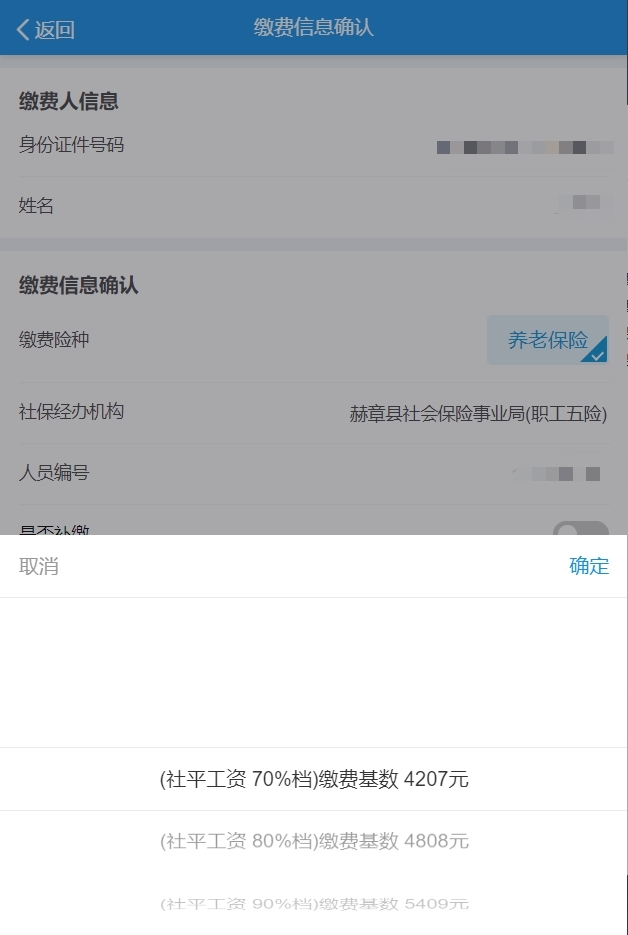 返回
缴费信息确认
缴费人信息
身份证件号码
姓名
缴费信息确认
缴费险种
养老保险
社保经办机构
赫章县社会保险事业局(职工五险)
人员编号
是否补缴
取消
确定
(社平工资 70%档)缴费基数 4207元
(社平工资 80%档)缴费基数 4808元
(社平工资 90%档)缴费基数 5409元